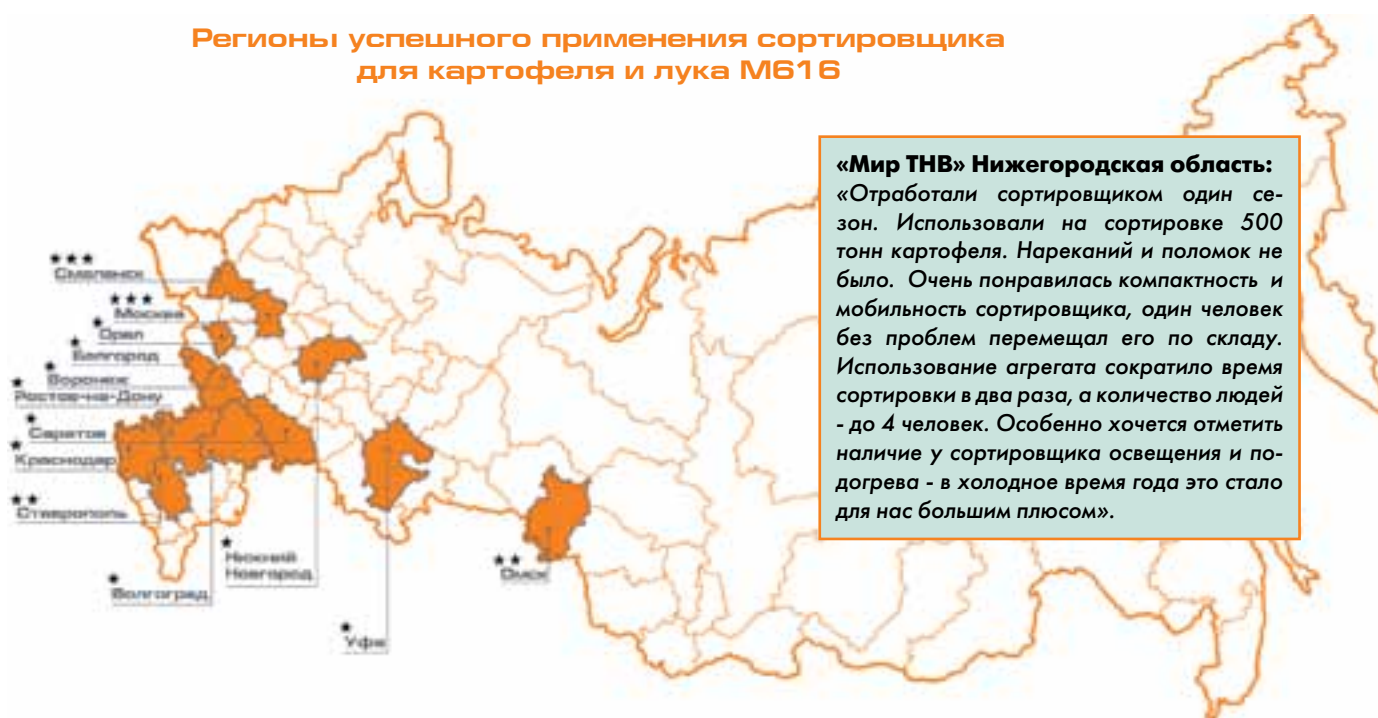 Регионы успешного применения сортировщика
для картофеля и лука М616
«Мир ТНВ» Нижегородская область:
«Отработали сортировщиком один се-
зон. Использовали на сортировке 500
тонн картофеля. Нареканий и поломок не
было. Очень понравилась компактность и
мобильность сортировщика, один человек
без проблем перемещал его по складу.
Использование агрегата сократило время
сортировки в два раза, а количество людей
- до 4 человек. Особенно хочется отметить
наличие у сортировщика освещения и по-
догрева - в холодное время года это стало
для нас большим плюсом».
★★★
Смоленск
★★★
Москва
★
Орел
★
Белгород
★
Воронеж
★
Ростов-на-Дону
★
Саратов
★
Краснодар
★★
Ставрополь
★
Нижний
Новгород
★
Волгоград
★
Уфа
★★
Омск